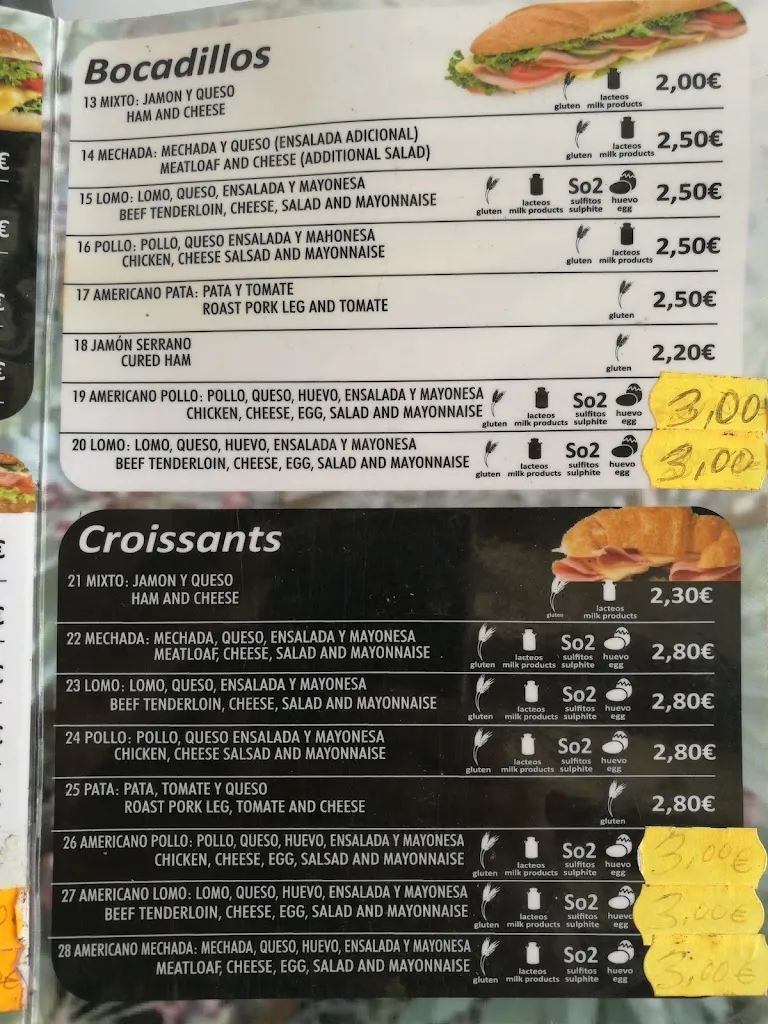 Bocadillos
13 MIXTO: JAMON Y QUESO
HAM AND CHEESE
gluten
lacteos
milk products
2,00€
14 MECHADA: MECHADA Y QUESO (ENSALADA ADICIONAL)
MEATLOAF AND CHEESE (ADDITIONAL SALAD)
gluten
lacteos
milk products
2,50€
15 LOMO: LOMO, QUESO, ENSALADA Y MAYONESA
BEEF TENDERLOIN, CHEESE, SALAD AND MAYONNAISE
gluten
lacteos
milk products
So2
sulfitos
sulphite
huevo
egg
2,50€
16 POLLO: POLLO, QUESO ENSALADA Y MAHONESA
CHICKEN, CHEESE SALSAD AND MAYONNAISE
gluten
lacteos
milk products
2,50€
17 AMERICANO PATA: PATA Y TOMATE
ROAST PORK LEG AND TOMATE
gluten
2,50€
18 JAMÓN SERRANO
CURED HAM
gluten
2,20€
19 AMERICANO POLLO: POLLO, QUESO, HUEVO, ENSALADA Y MAYONESA
CHICKEN, CHEESE, EGG, SALAD AND MAYONNAISE
gluten
lacteos
milk products
So2
sulfitos
sulphite
huevo
egg
3,00
20 LOMO: LOMO, QUESO, HUEVO, ENSALADA Y MAYONESA
BEEF TENDERLOIN, CHEESE, EGG, SALAD AND MAYONNAISE
gluten
lacteos
milk products
So2
sulfitos
sulphite
huevo
egg
3,00
Croissants
21 MIXTO: JAMON Y QUESO
HAM AND CHEESE
gluten
lacteos
milk products
2,30€
22 MECHADA: MECHADA, QUESO, ENSALADA Y MAYONESA
MEATLOAF, CHEESE, SALAD AND MAYONNAISE
gluten
lacteos
milk products
So2
sulfitos
sulphite
huevo
egg
2,80€
23 LOMO: LOMO, QUESO, ENSALADA Y MAYONESA
BEEF TENDERLOIN, CHEESE, SALAD AND MAYONNAISE
gluten
lacteos
milk products
So2
sulfitos
sulphite
huevo
egg
2,80€
24 POLLO: POLLO, QUESO ENSALADA Y MAYONESA
CHICKEN, CHEESE SALSAD AND MAYONNAISE
gluten
lacteos
milk products
So2
sulfitos
sulphite
huevo
egg
2,80€
25 PATA: PATA, TOMATE Y QUESO
ROAST PORK LEG, TOMATE AND CHEESE
gluten
2,80€
26 AMERICANO POLLO: POLLO, QUESO, HUEVO, ENSALADA Y MAYONESA
CHICKEN, CHEESE, EGG, SALSAD AND MAYONNAISE
gluten
lacteos
milk products
So2
sulfitos
sulphite
huevo
egg
3,00€
27 AMERICANO LOMO: LOMO, QUESO, HUEVO, ENSALADA Y MAYONESA
BEEF TENDERLOIN, CHEESE, EGG, SALAD AND MAYONNAISE
gluten
lacteos
milk products
So2
sulfitos
sulphite
huevo
egg
3,00€
28 AMERICANO MECHADA: MECHADA, QUESO, HUEVO, ENSALADA Y MAYONESA
MEATLOAF, CHEESE, EGG, SALAD AND MAYONNAISE
gluten
lacteos
milk products
So2
sulfitos
sulphite
huevo
egg
3,00€